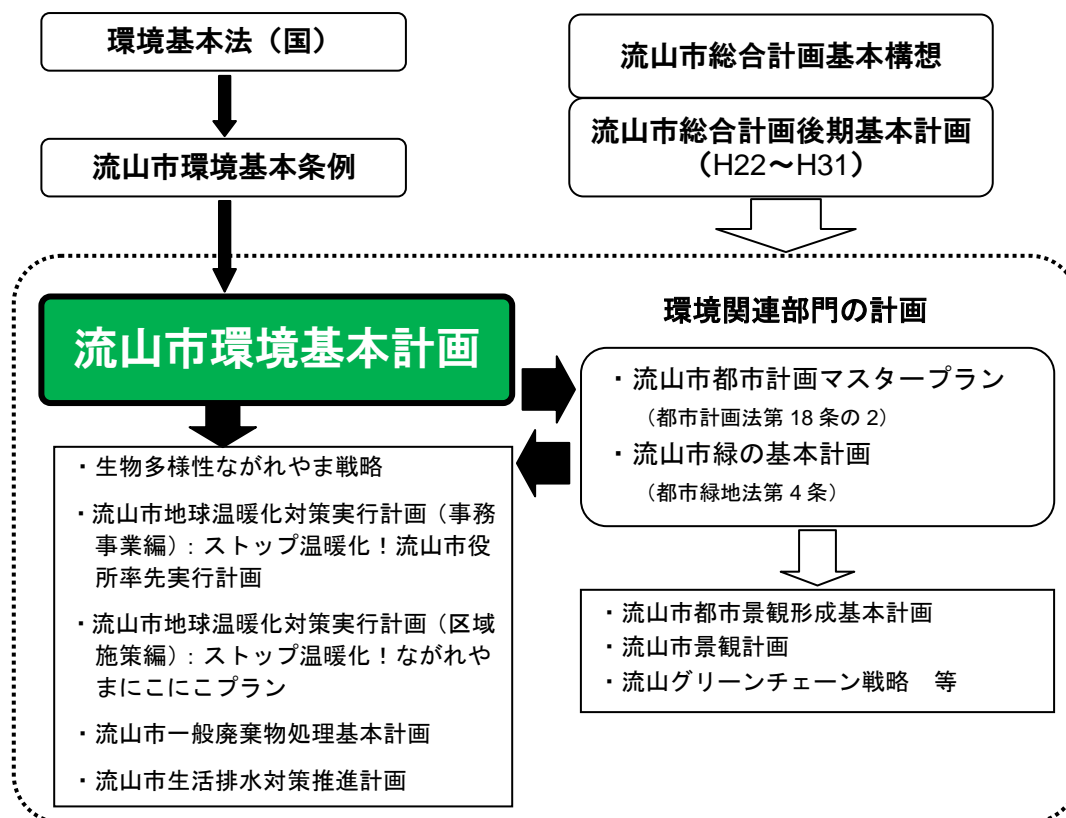 環境基本法（国）
流山市環境基本条例
流山市総合計画基本構想
流山市総合計画後期基本計画
（H22～H31）
流山市環境基本計画
・生物多様性ながれやま戦略
・流山市地球温暖化対策実行計画（事務
事業編）：ストップ温暖化！流山市役
所率先実行計画
・流山市地球温暖化対策実行計画（区域
施策編）：ストップ温暖化！ながれや
まにこにこプラン
・流山市一般廃棄物処理基本計画
・流山市生活排水対策推進計画
環境関連部門の計画
・流山市都市計画マスタープラン
（都市計画法第 18 条の 2）
・流山市緑の基本計画
（都市緑地法第 4 条）
・流山市都市景観形成基本計画
・流山市景観計画
・流山グリーンチェーン戦略　等